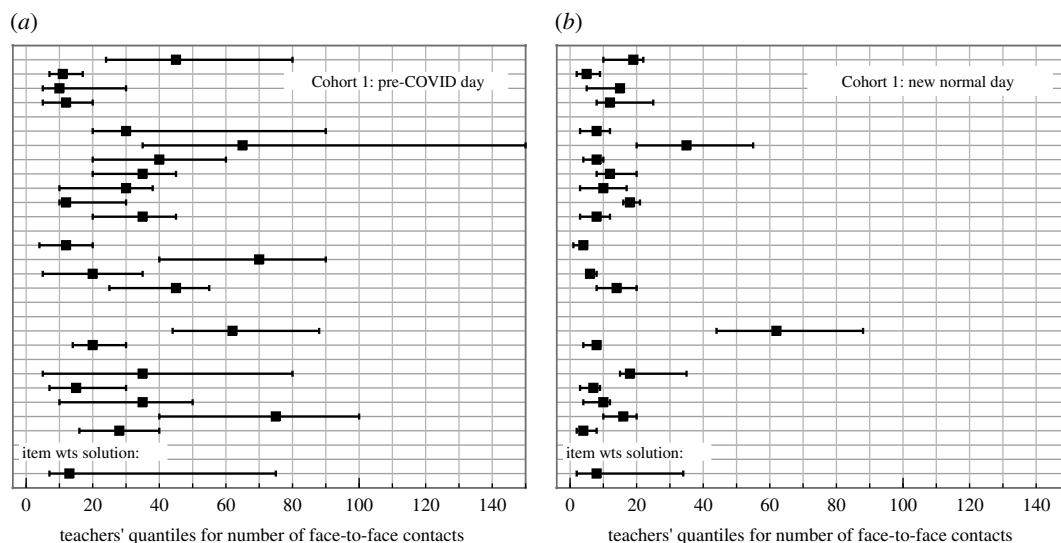 (a)
Cohort 1: pre-COVID day
item wts solution:
0 20 40 60 80 100 120 140
teachers' quantiles for number of face-to-face contacts
(b)
Cohort 1: new normal day
item wts solution:
0 20 40 60 80 100 120 140
teachers' quantiles for number of face-to-face contacts